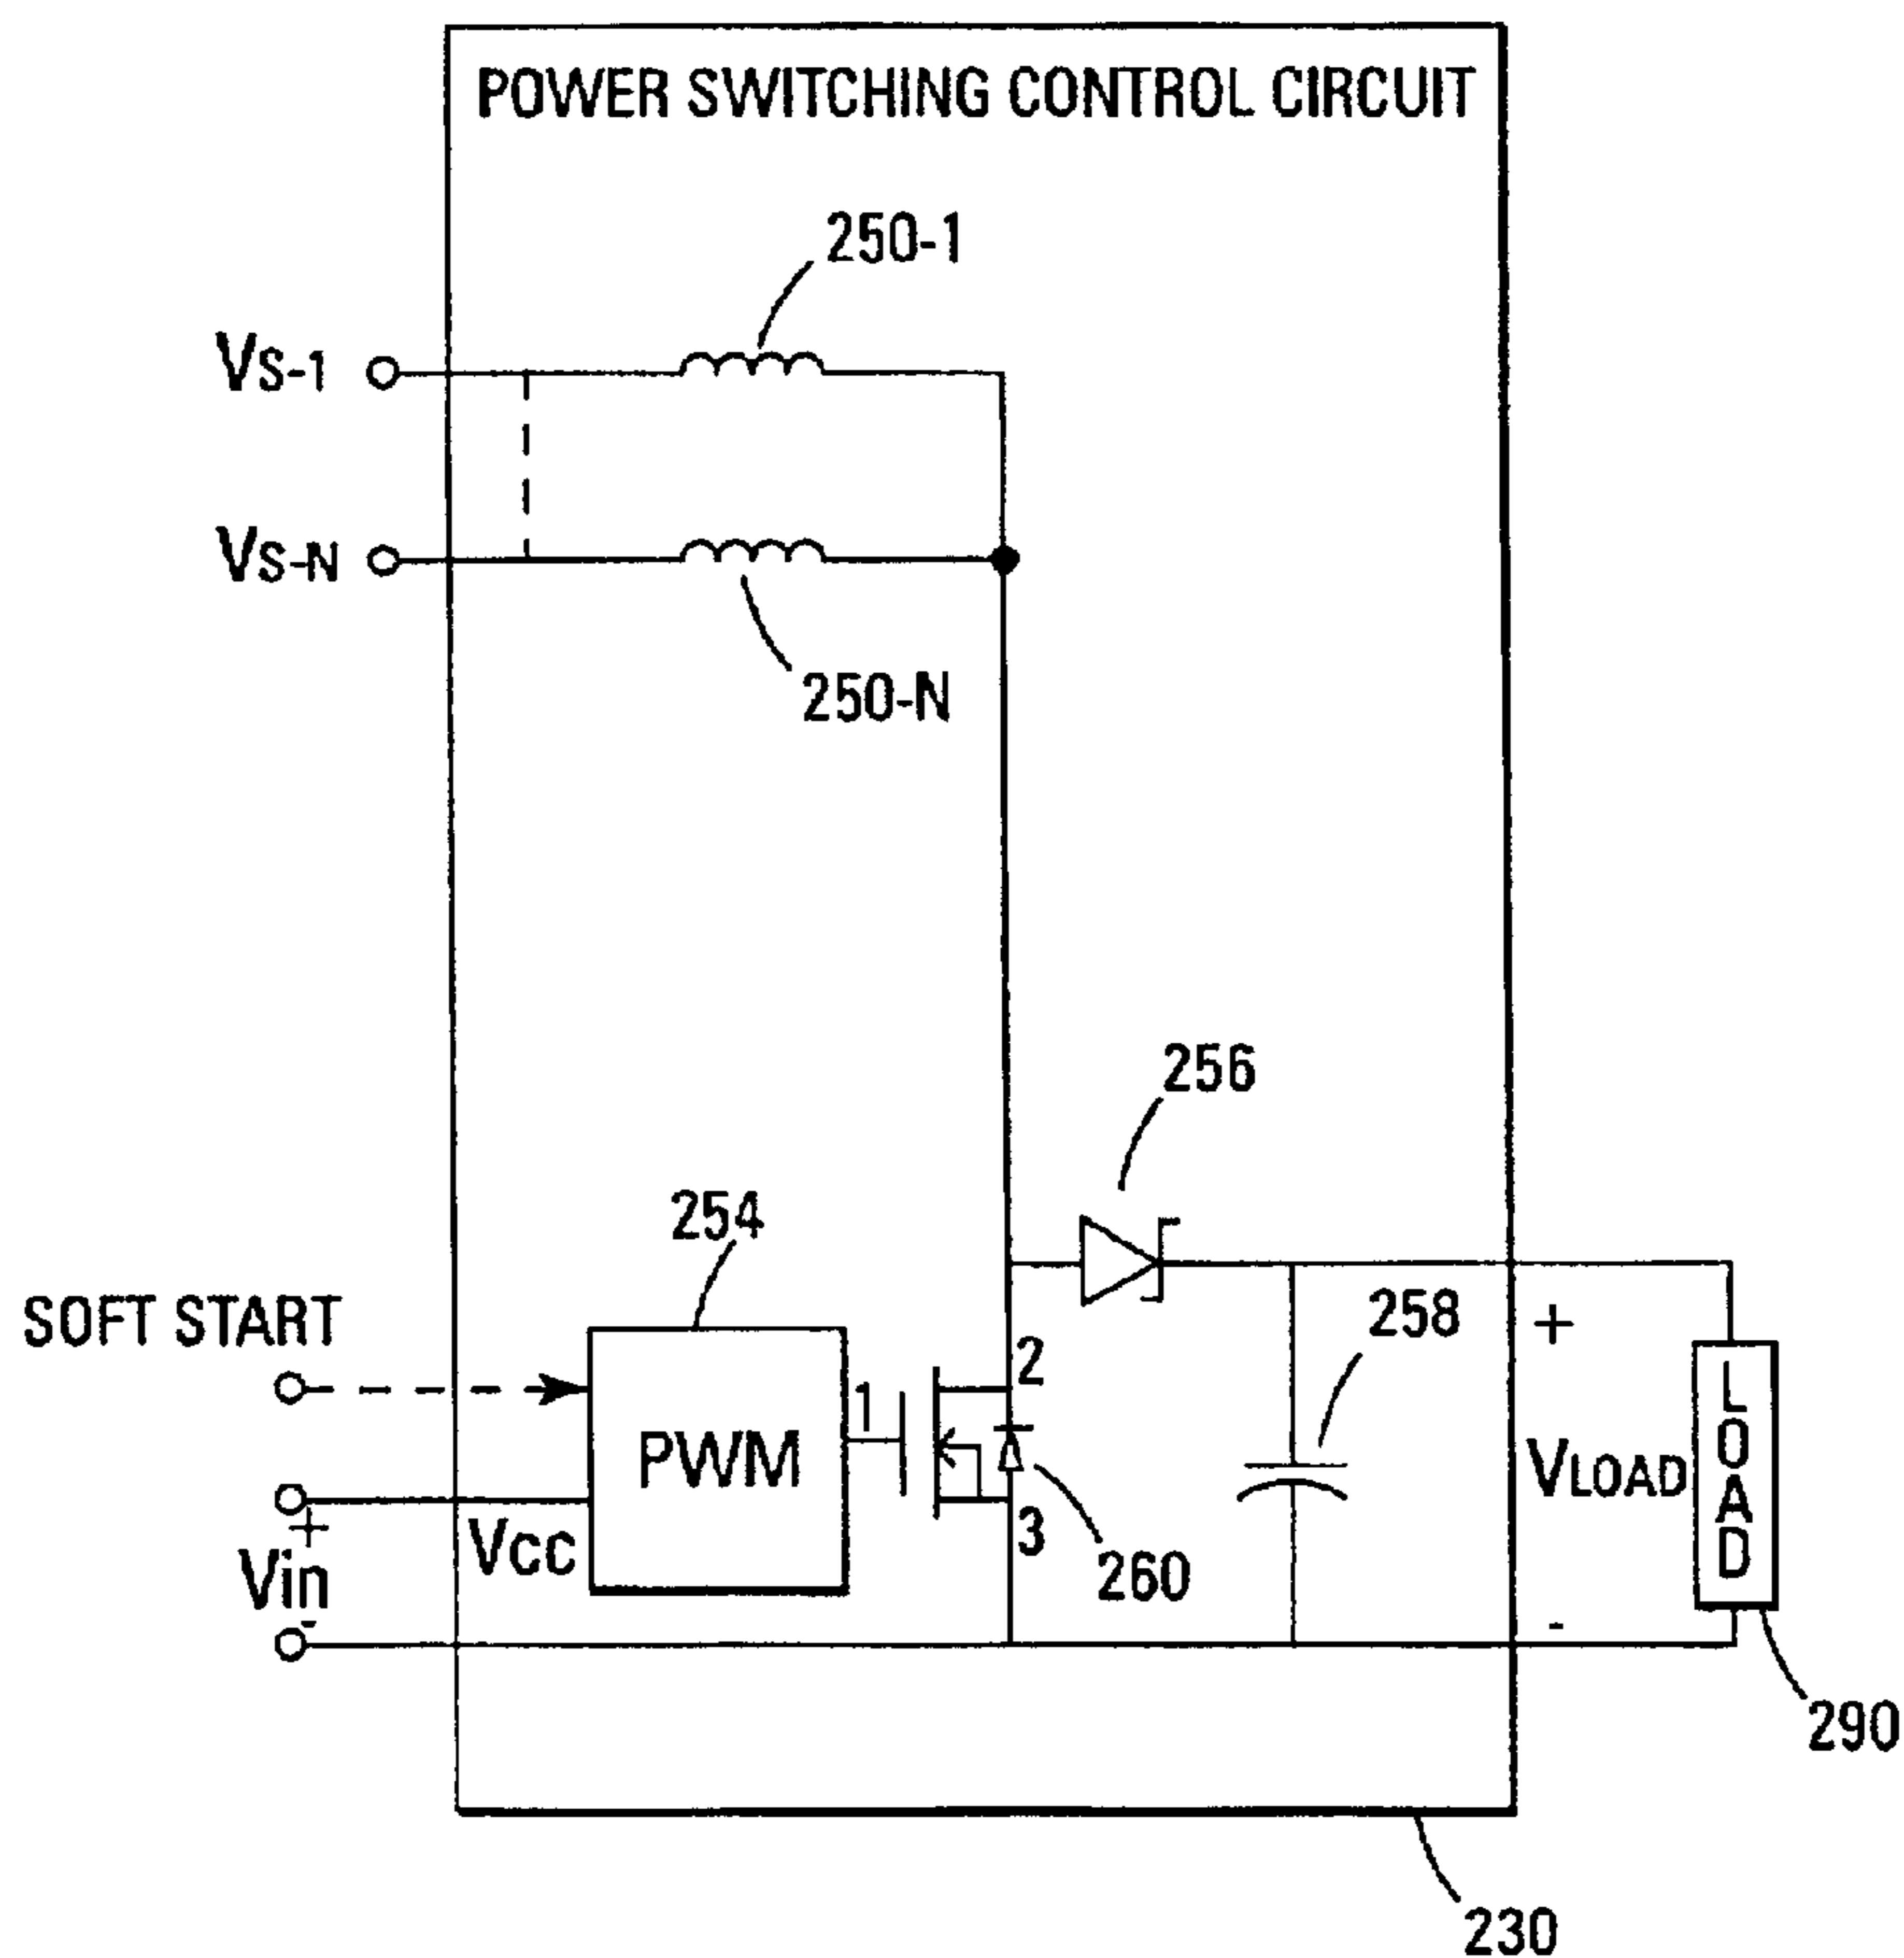 POWER SWITCHING CONTROL CIRCUIT
250-1
VS-1
VS-N
250-N
256
254
SOFT START
258
+
2
1
PWM
LOAD
VLOAD
+
VCC
3
260
Vin
-
-
290
230